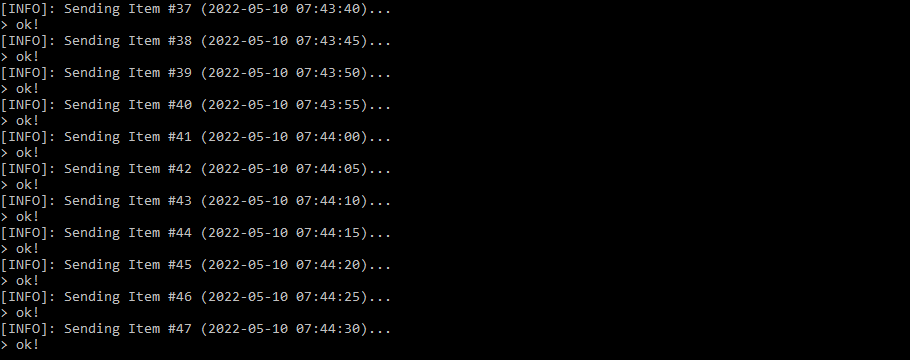 [INFO]: Sending Item #37 (2022-05-10 07:43:40)...
> ok!
[INFO]: Sending Item #38 (2022-05-10 07:43:45)...
> ok!
[INFO]: Sending Item #39 (2022-05-10 07:43:50)...
> ok!
[INFO]: Sending Item #40 (2022-05-10 07:43:55)...
> ok!
[INFO]: Sending Item #41 (2022-05-10 07:44:00)...
> ok!
[INFO]: Sending Item #42 (2022-05-10 07:44:05)...
> ok!
[INFO]: Sending Item #43 (2022-05-10 07:44:10)...
> ok!
[INFO]: Sending Item #44 (2022-05-10 07:44:15)...
> ok!
[INFO]: Sending Item #45 (2022-05-10 07:44:20)...
> ok!
[INFO]: Sending Item #46 (2022-05-10 07:44:25)...
> ok!
[INFO]: Sending Item #47 (2022-05-10 07:44:30)...
> ok!